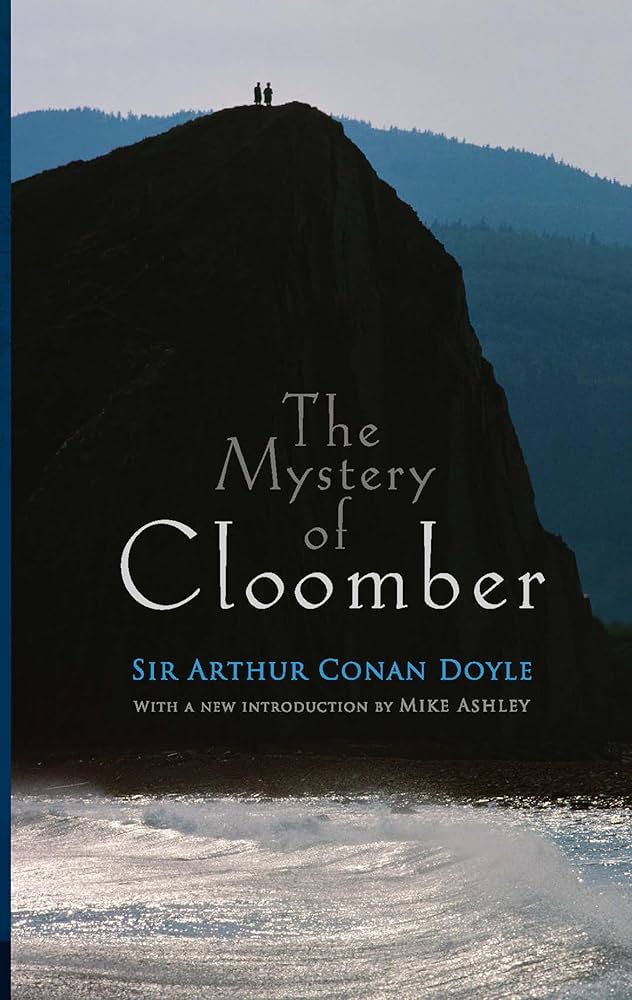 The
Mystery
of
Cloomber
SIR ARTHUR CONAN DOYLE
WITH A NEW INTRODUCTION BY MIKE ASHLEY